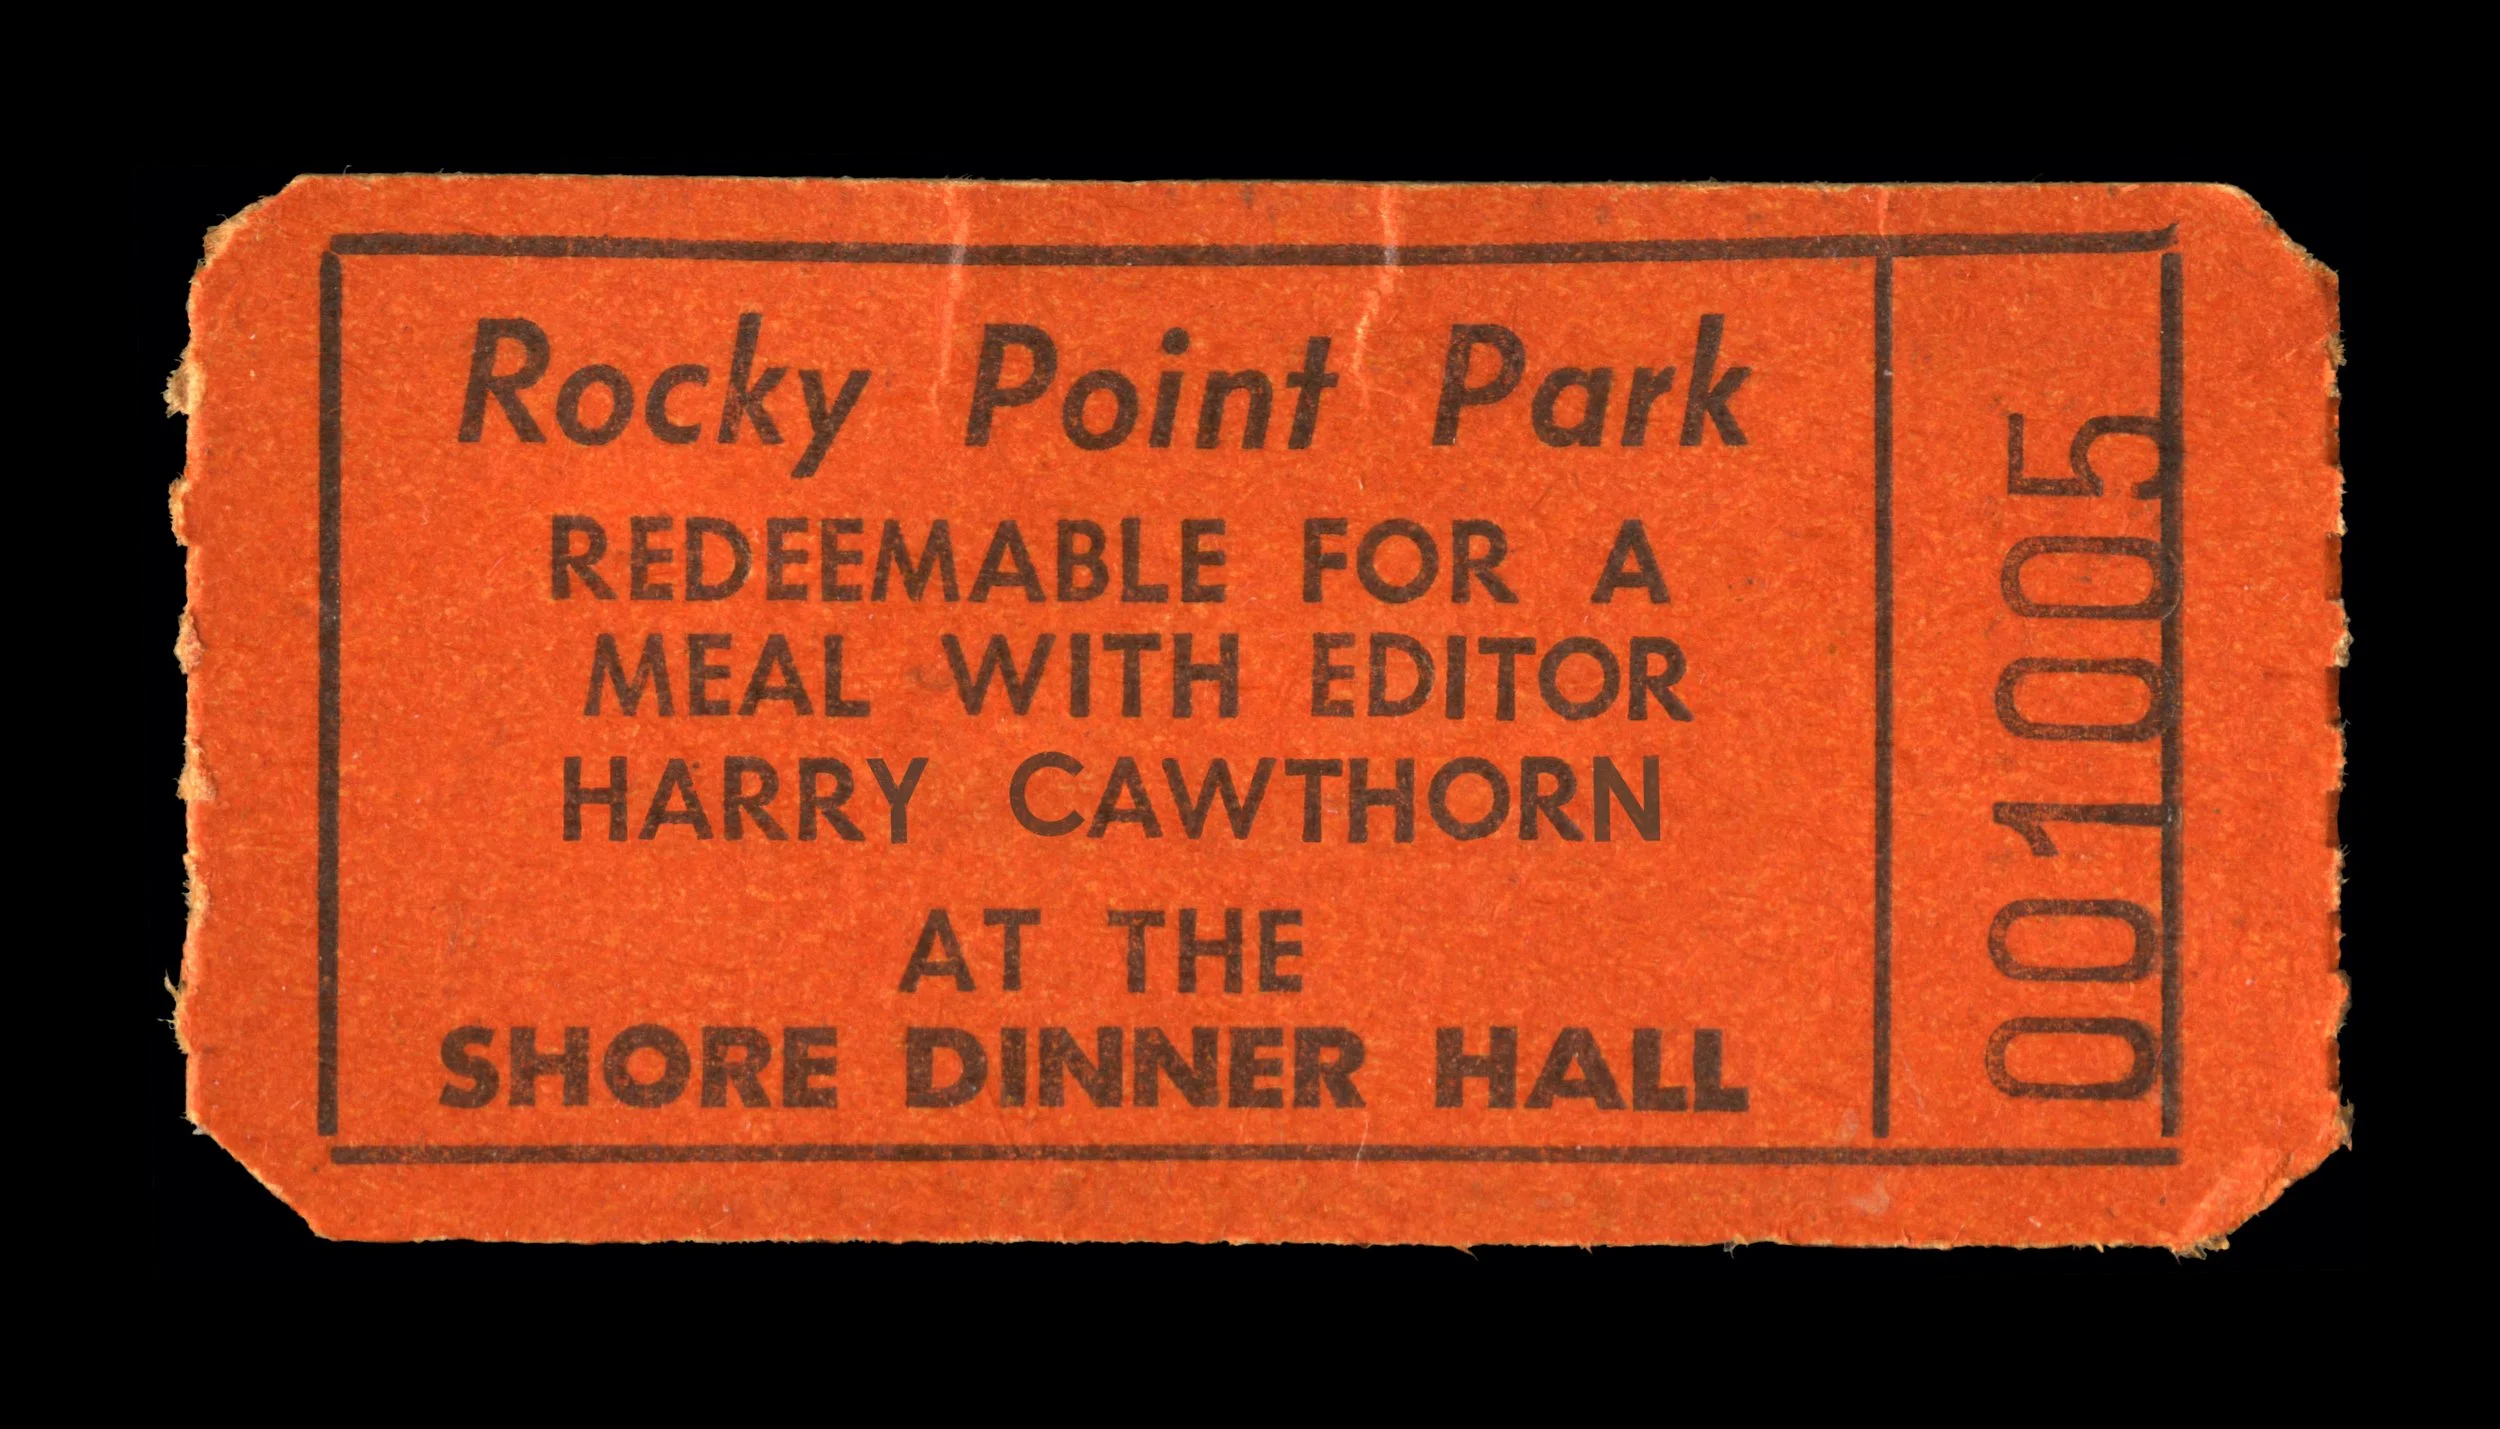 Rocky Point Park
REDEEMABLE FOR A
MEAL WITH EDITOR
HARRY CAWTHORN
AT THE
SHORE DINNER HALL
001005